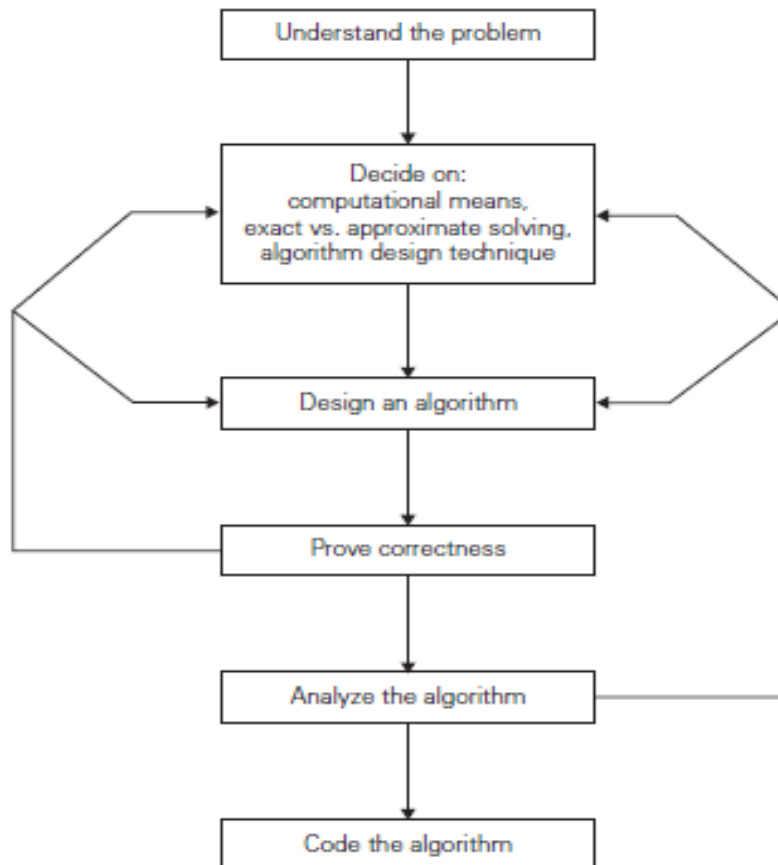 Understand the problem
Decide on:
computational means,
exact vs. approximate solving,
algorithm design technique
Design an algorithm
Prove correctness
Analyze the algorithm
Code the algorithm